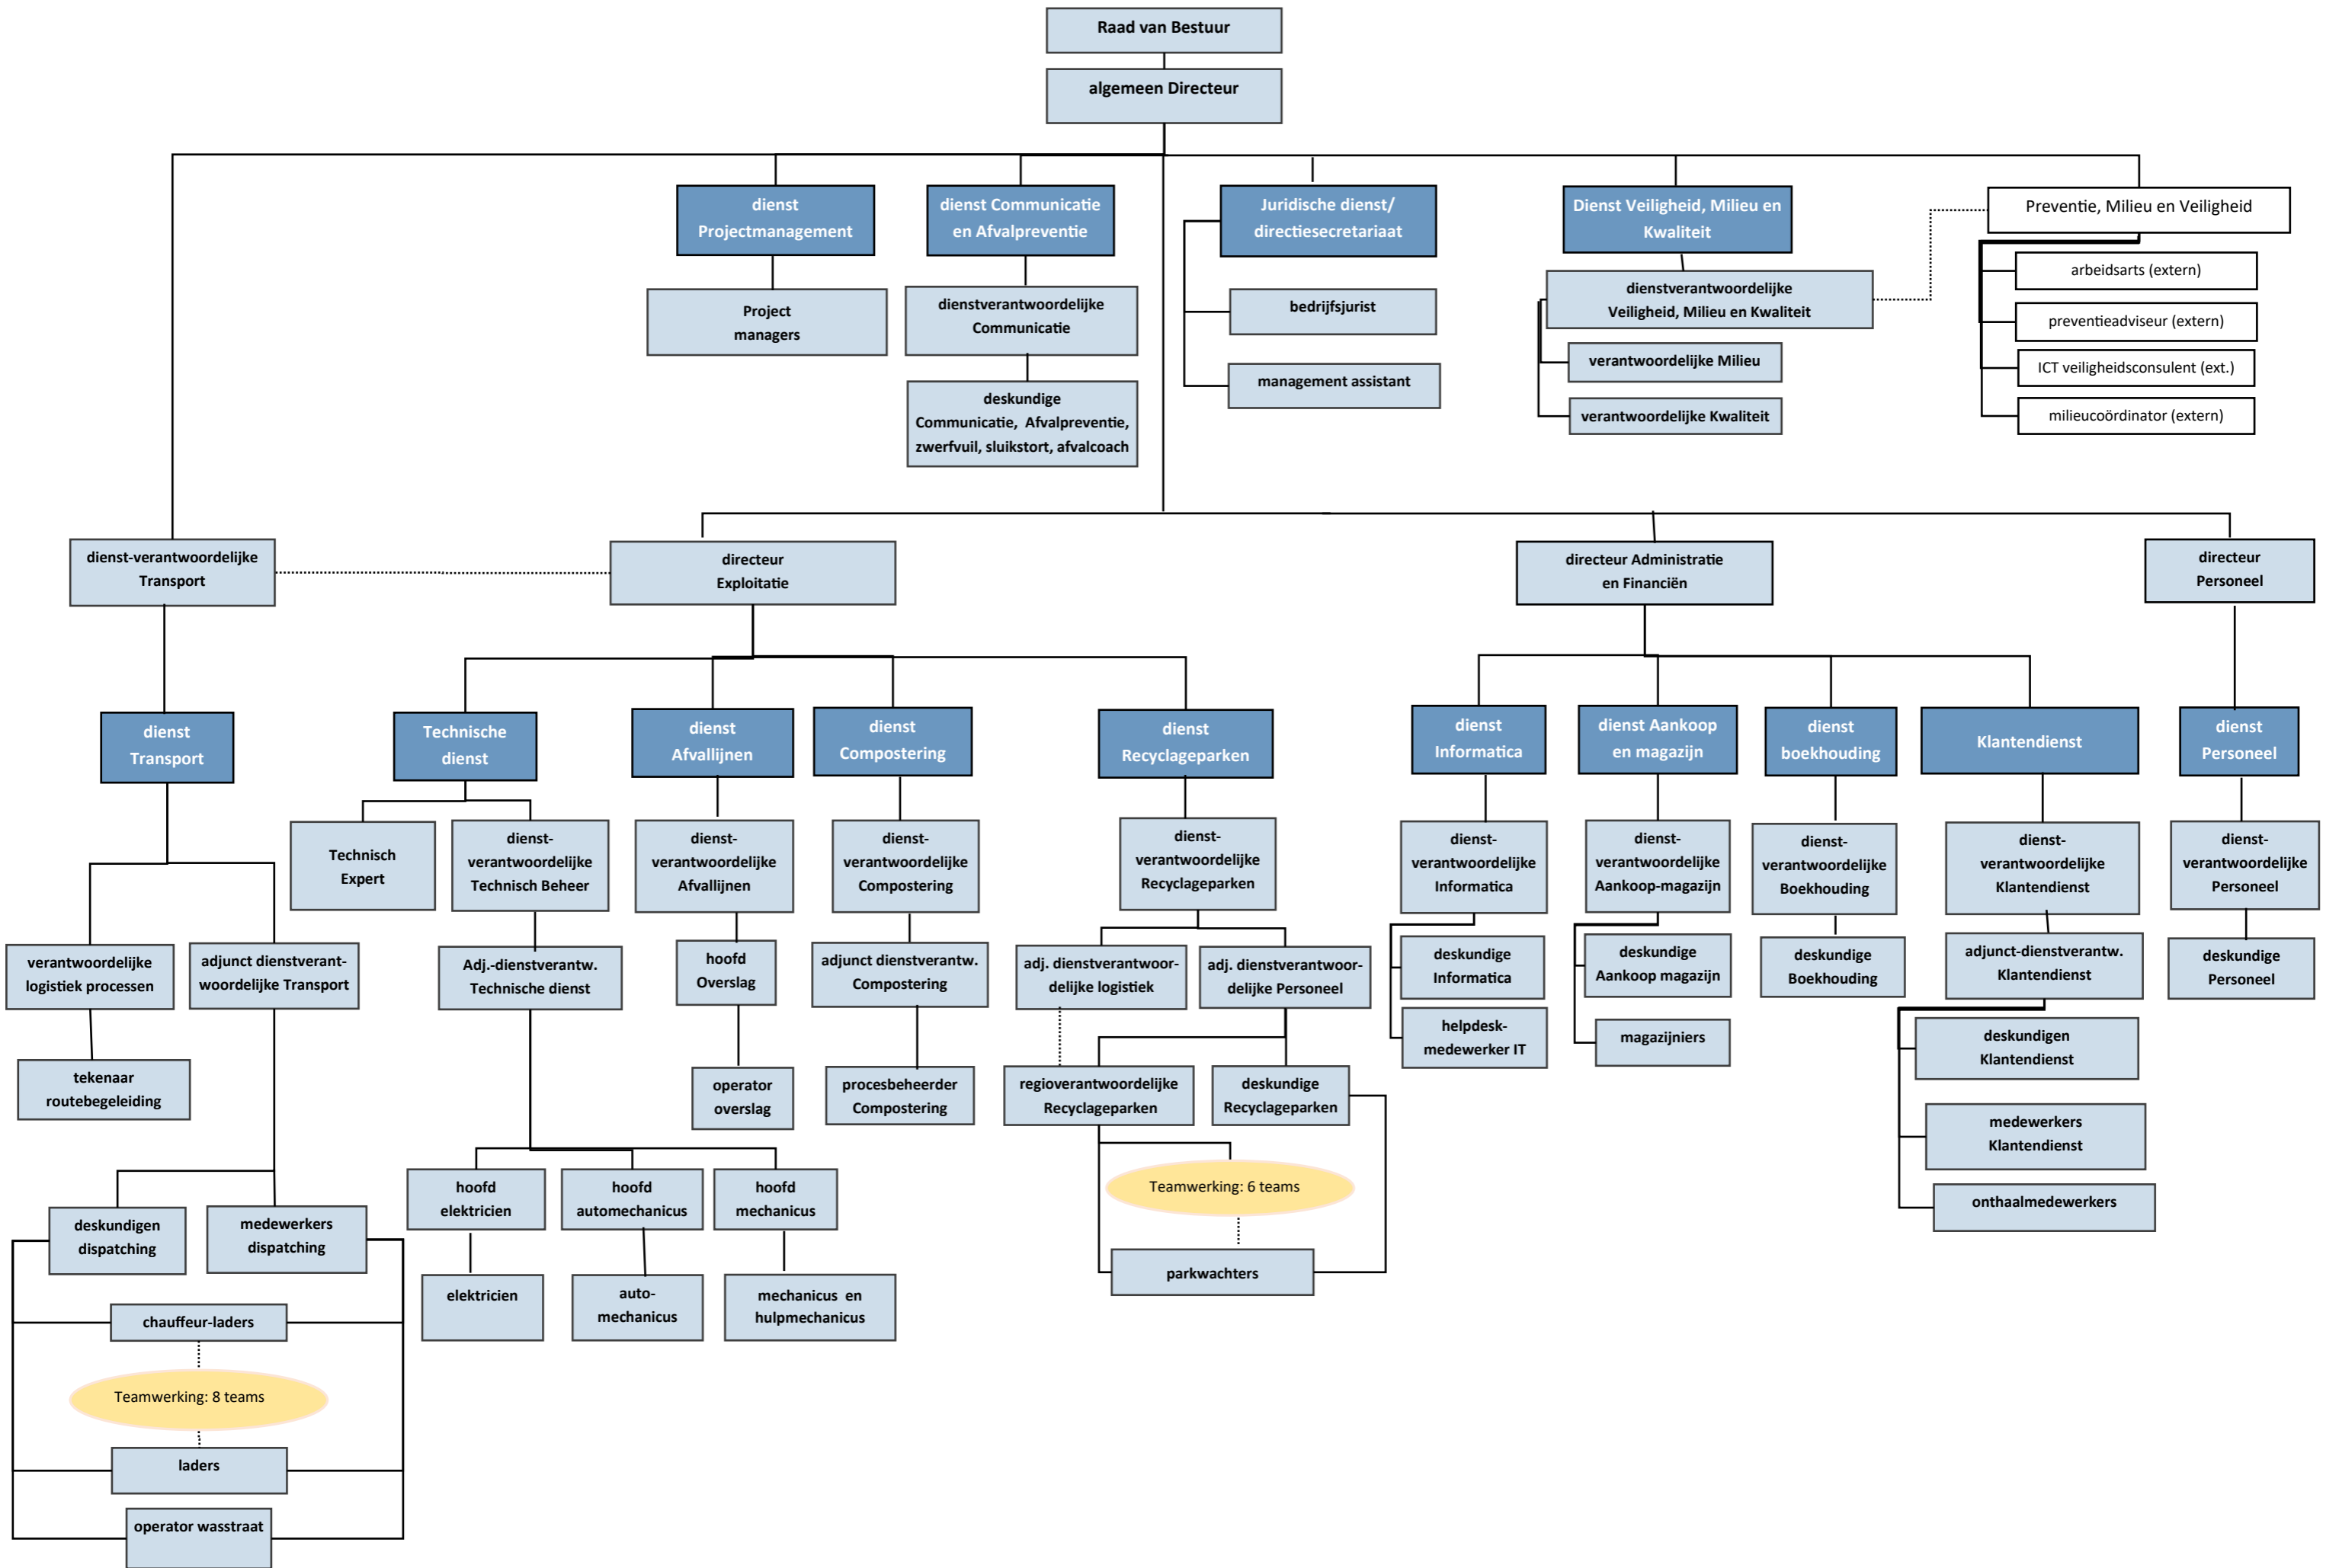 Raad van Bestuur
algemeen Directeur
dienst
Projectmanagement
dienst Communicatie
en Afvalpreventie
Juridische dienst/
directiesecretariaat
Dienst Veiligheid, Milieu en
Kwaliteit
Preventie, Milieu en Veiligheid
Project
managers
dienstverantwoordelijke
Communicatie
deskundige
Communicatie, Afvalpreventie,
zwerfvuil, sluikstort, afvalcoach
bedrijfsjurist
management assistant
dienstverantwoordelijke
Veiligheid, Milieu en Kwaliteit
verantwoordelijke Milieu
verantwoordelijke Kwaliteit
arbeidsarts (extern)
preventieadviseur (extern)
ICT veiligheidsconsulent (ext.)
milieucoördinator (extern)
dienst-verantwoordelijke
Transport
directeur
Exploitatie
directeur Administratie
en Financiën
directeur
Personeel
dienst
Transport
Technische
dienst
dienst
Afvallijnen
dienst
Compostering
dienst
Recyclageparken
dienst
Informatica
dienst Aankoop
en magazijn
dienst
boekhouding
Klantendienst
dienst
Personeel
Technisch
Expert
dienst-
verantwoordelijke
Technisch Beheer
dienst-
verantwoordelijke
Afvallijnen
dienst-
verantwoordelijke
Compostering
dienst-
verantwoordelijke
Recyclageparken
dienst-
verantwoordelijke
Informatica
dienst-
verantwoordelijke
Aankoop-magazijn
dienst-
verantwoordelijke
Boekhouding
dienst-
verantwoordelijke
Klantendienst
dienst-
verantwoordelijke
Personeel
verantwoordelijke
logistiek processen
adjunct dienstverant-
woordelijke Transport
Adj.-dienstverantw.
Technische dienst
hoofd
Overslag
adjunct dienstverantw.
Compostering
adj. dienstverantwoor-
delijke logistiek
adj. dienstverantwoor-
delijke Personeel
deskundige
Informatica
deskundige
Aankoop magazijn
deskundige
Boekhouding
adjunct-dienstverantw.
Klantendienst
deskundige
Personeel
tekenaar
routebegeleiding
operator
overslag
procesbeheerder
Compostering
regioverantwoordelijke
Recyclageparken
deskundige
Recyclageparken
helpdesk-
medewerker IT
magazijniers
deskundigen
Klantendienst
medewerkers
Klantendienst
onthaalmedewerkers
hoofd
elektricien
hoofd
automechanicus
hoofd
mechanicus
Teamwerking: 6 teams
parkwachters
deskundigen
dispatching
medewerkers
dispatching
elektricien
auto-
mechanicus
mechanicus en
hulpmechanicus
chauffeur-laders
Teamwerking: 8 teams
laders
operator wasstraat